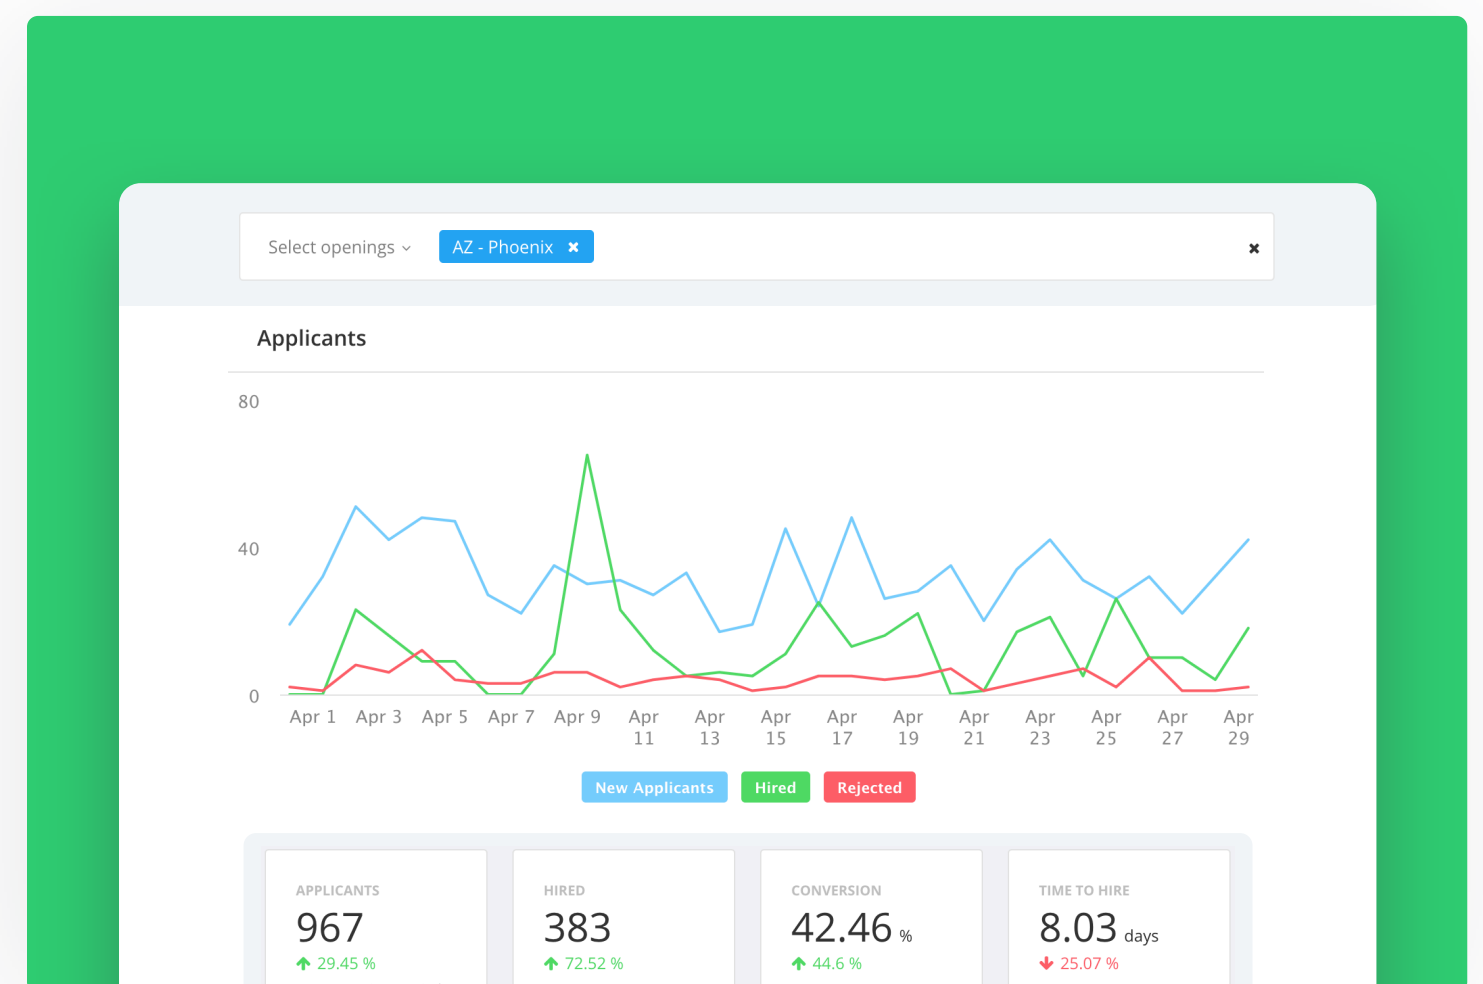 Select openings
AZ - Phoenix
Applicants
80
40
0
Apr 1 Apr 3 Apr 5 Apr 7 Apr 9 Apr 11 Apr 13 Apr 15 Apr 17 Apr 19 Apr 21 Apr 23 Apr 25 Apr 27 Apr 29
New Applicants Hired Rejected
APPLICANTS
967
29.45 %
HIRED
383
72.52 %
CONVERSION
42.46 %
44.6 %
TIME TO HIRE
8.03 days
25.07 %